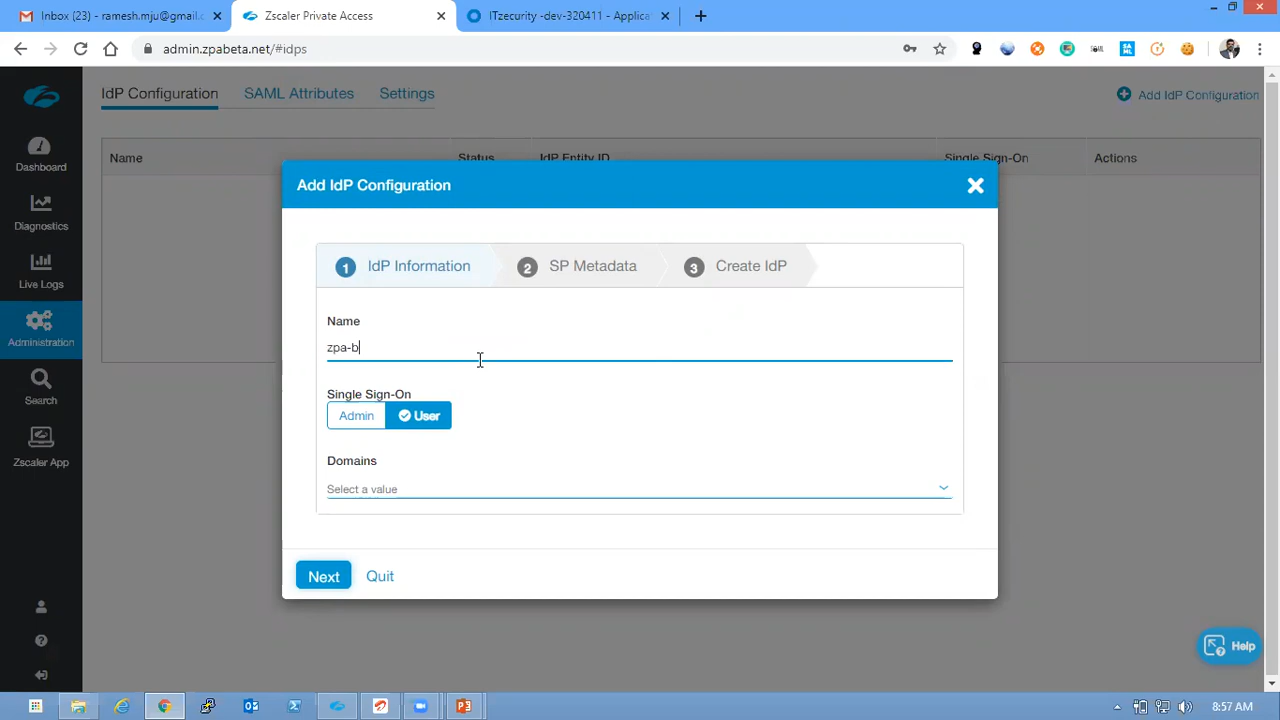 Inbox (23) - ramesh.mju@gmail.c
Zscaler Private Access
ITzecurity -dev-320411 - Applicat
admin.zpabeta.net/#idps
IdP Configuration
SAML Attributes
Settings
Add IdP Configuration
Name
Status
IdP Entity ID
Single Sign-On
Actions
Dashboard
Diagnostics
Live Logs
Administration
Search
Zscaler App
Add IdP Configuration
1 IdP Information
2 SP Metadata
3 Create IdP
Name
zpa-b
Single Sign-On
Admin
User
Domains
Select a value
Next
Quit
Help
8:57 AM